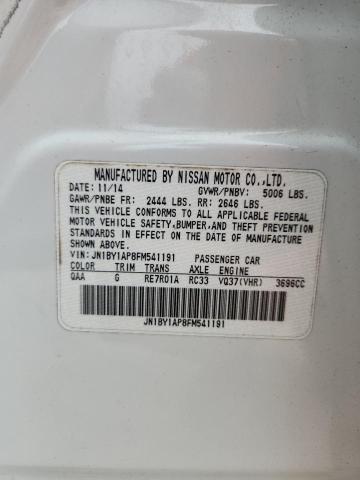 MANUFACTURED BY NISSAN MOTOR CO.,LTD.
DATE: 11/14 GVWR/PNBV: 5006 LBS.
GAWR/PNBE FR: 2444 LBS. RR: 2646 LBS.
THIS VEHICLE CONFORMS TO ALL APPLICABLE FEDERAL
MOTOR VEHICLE SAFETY,BUMPER,AND THEFT PREVENTION
STANDARDS IN EFFECT ON THE DATE OF MANUFACTURE
SHOWN ABOVE.
VIN: JN1BY1AP8FM541191 PASSENGER CAR
COLOR TRIM TRANS AXLE ENGINE
QAA G RE7R01A RC33 VQ37(VHR) 3696CC
JN1BY1AP8FM541191